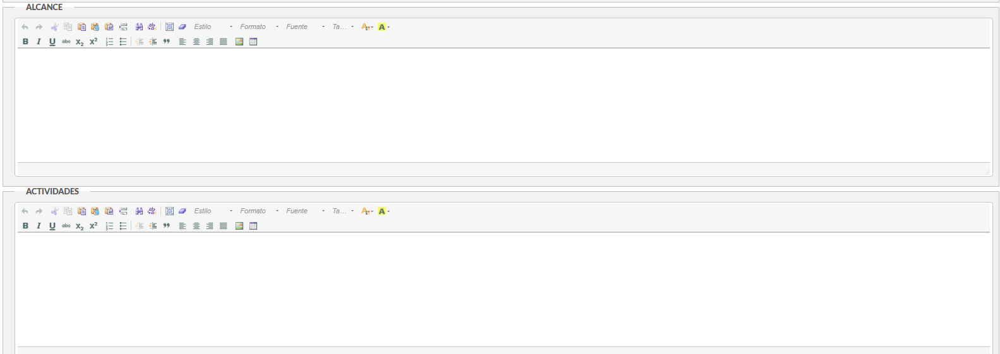 ALCANCE
Estilo Formato Fuente Ta... A A
B I U abc x₂ x² ❞
ACTIVIDADES
Estilo Formato Fuente Ta... A A
B I U abc x₂ x² ❞